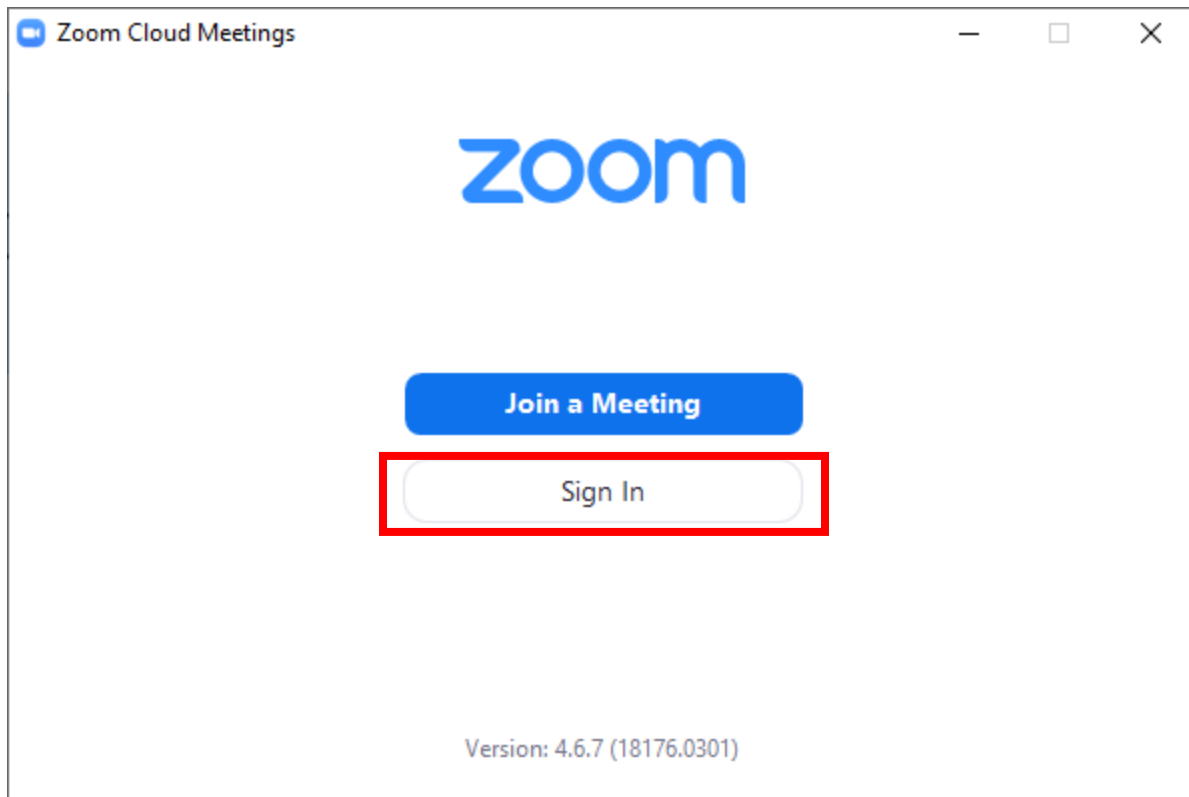 Zoom Cloud Meetings
zoom
Join a Meeting
Sign In
Version: 4.6.7 (18176.0301)